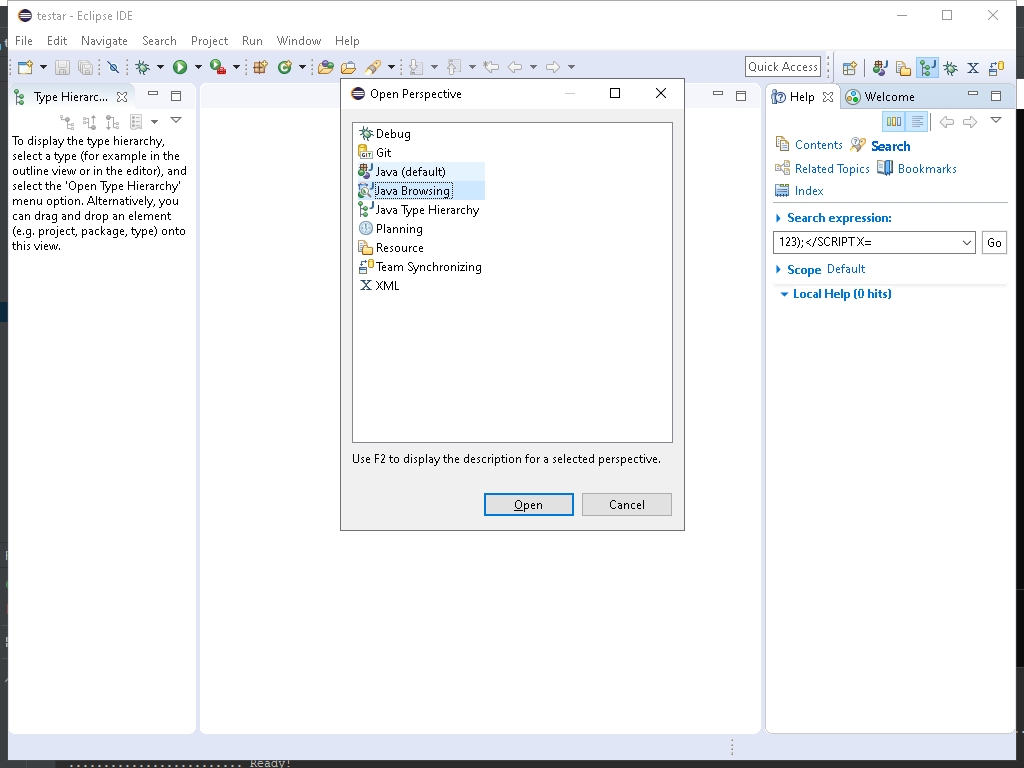 testar - Eclipse IDE
File Edit Navigate Search Project Run Window Help
Quick Access
Type Hierarc...
To display the type hierarchy,
select a type (for example in the
outline view or in the editor), and
select the 'Open Type Hierarchy'
menu option. Alternatively, you
can drag and drop an element
(e.g. project, package, type) onto
this view.
Open Perspective
Debug
GIT Git
Java (default)
Java Browsing
Java Type Hierarchy
Planning
Resource
Team Synchronizing
X XML
Use F2 to display the description for a selected perspective.
Open Cancel
Help Welcome
Contents Search
Related Topics Bookmarks
Index
Search expression:
123);</SCRIPTX= Go
Scope Default
Local Help (0 hits)
........................ Ready!